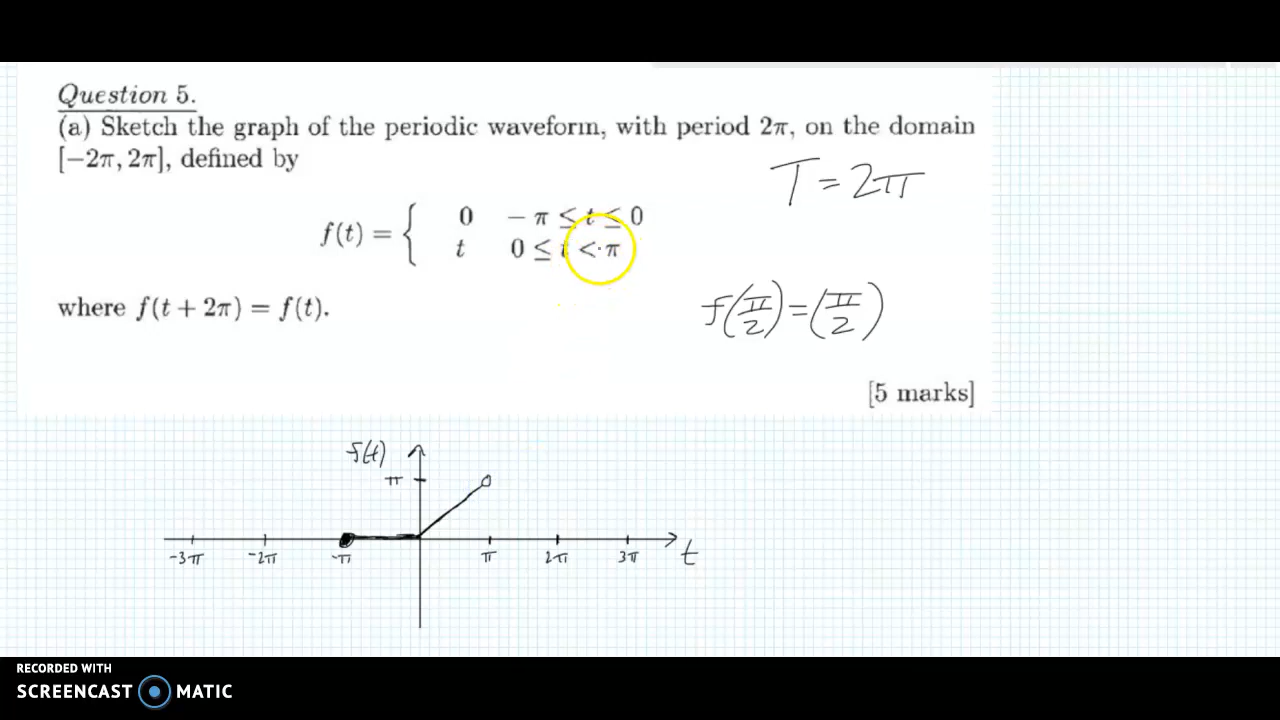 Question 5.
(a) Sketch the graph of the periodic waveform, with period 2π, on the domain
[−2π, 2π], defined by
T = 2π
f(t) = { 0 − π ≤ t ≤ 0
t 0 ≤ t < π
where f(t + 2π) = f(t).
f(π/2) = (π/2)
[5 marks]
f(t)
π
-3π -2π -π π 2π 3π t
RECORDED WITH
SCREENCAST MATIC